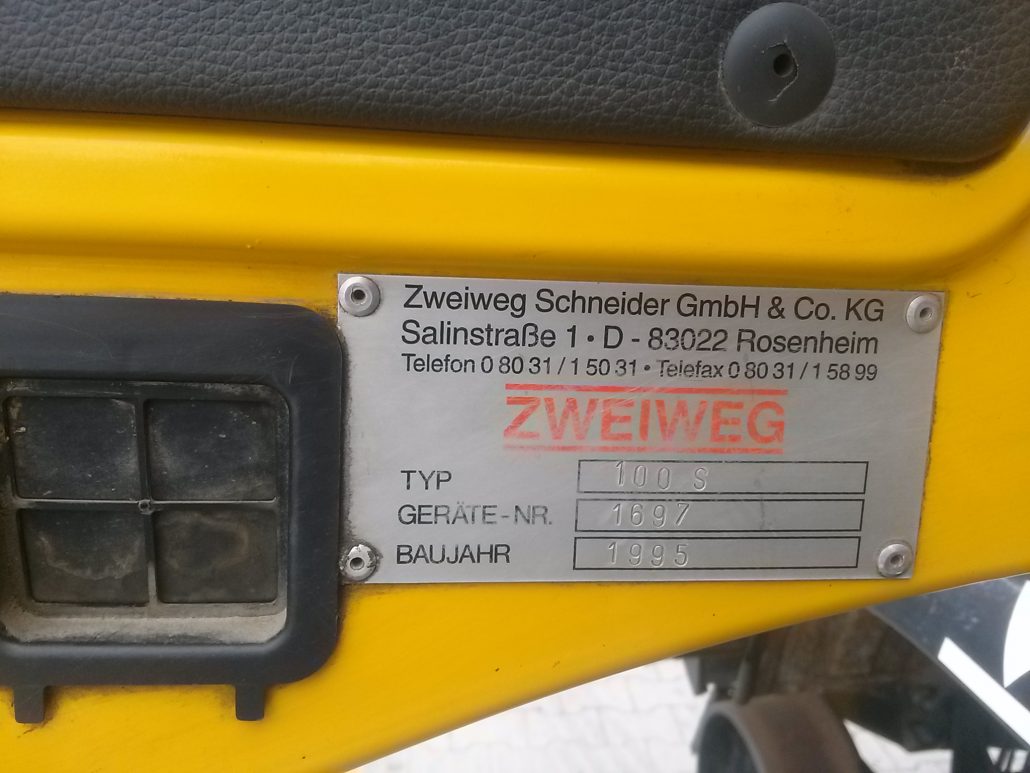 Zweiweg Schneider GmbH & Co. KG
Salinstraße 1 • D - 83022 Rosenheim
Telefon 0 80 31 / 1 50 31 • Telefax 0 80 31 / 1 58 99
ZWEIWEG
TYP 100 S
GERÄTE-NR. 1697
BAUJAHR 1995